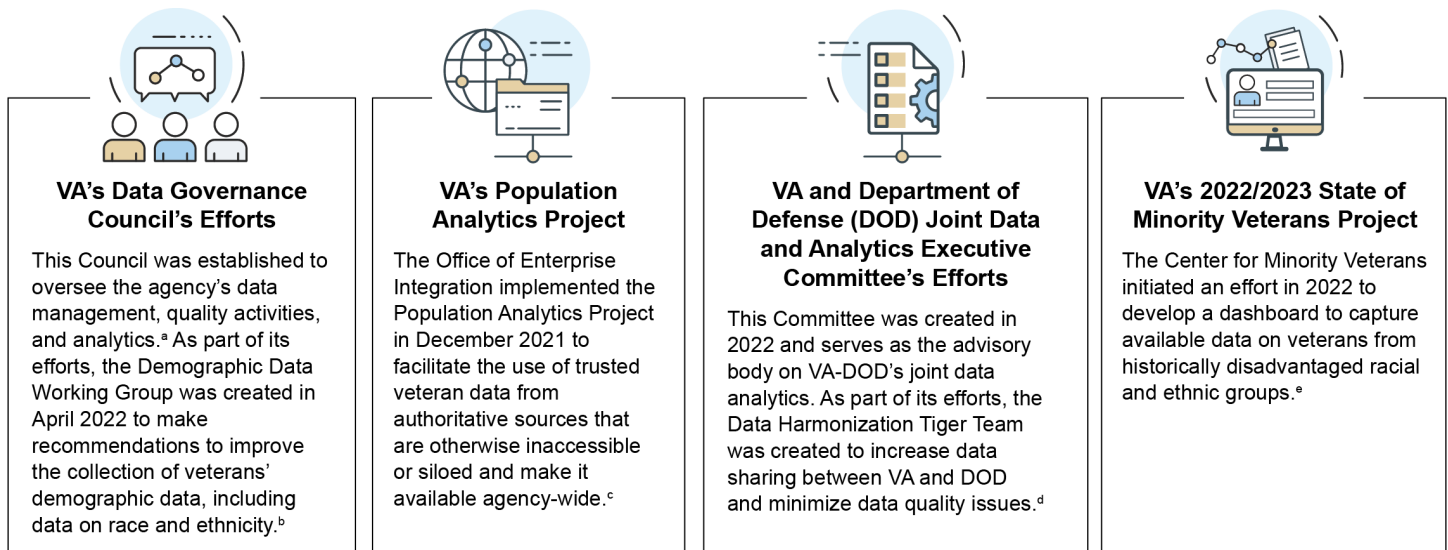 VA’s Data Governance
Council’s Efforts
This Council was established to
oversee the agency’s data
management, quality activities,
and analytics.ᵃ As part of its
efforts, the Demographic Data
Working Group was created in
April 2022 to make
recommendations to improve
the collection of veterans’
demographic data, including
data on race and ethnicity.ᵇ
VA’s Population
Analytics Project
The Office of Enterprise
Integration implemented the
Population Analytics Project
in December 2021 to
facilitate the use of trusted
veteran data from
authoritative sources that
are otherwise inaccessible
or siloed and make it
available agency-wide.ᶜ
VA and Department of
Defense (DOD) Joint Data
and Analytics Executive
Committee’s Efforts
This Committee was created in
2022 and serves as the advisory
body on VA-DOD’s joint data
analytics. As part of its efforts, the
Data Harmonization Tiger Team
was created to increase data
sharing between VA and DOD
and minimize data quality issues.ᵈ
VA’s 2022/2023 State of
Minority Veterans Project
The Center for Minority Veterans
initiated an effort in 2022 to
develop a dashboard to capture
available data on veterans from
historically disadvantaged racial
and ethnic groups.ᵉ